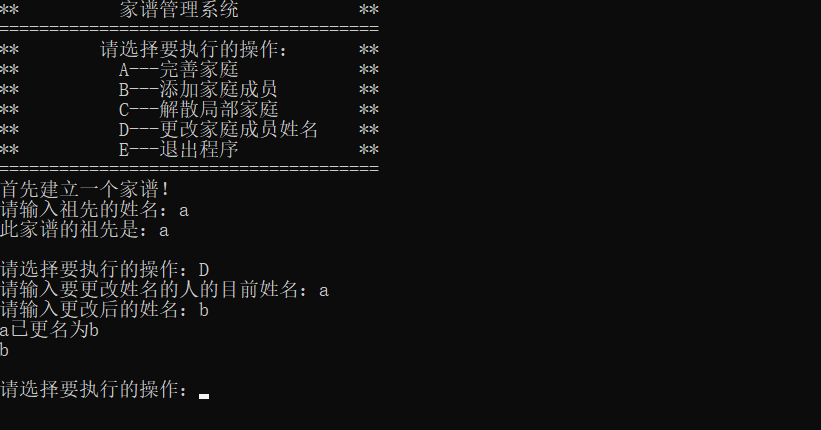 **          家谱管理系统            **
======================================
**        请选择要执行的操作:       **
**          A---完善家庭            **
**          B---添加家庭成员        **
**          C---解散局部家庭        **
**          D---更改家庭成员姓名    **
**          E---退出程序            **
======================================
首先建立一个家谱!
请输入祖先的姓名: a
此家谱的祖先是: a
请选择要执行的操作: D
请输入要更改姓名的人的目前姓名: a
请输入更改后的姓名: b
a已更名为b
b
请选择要执行的操作: